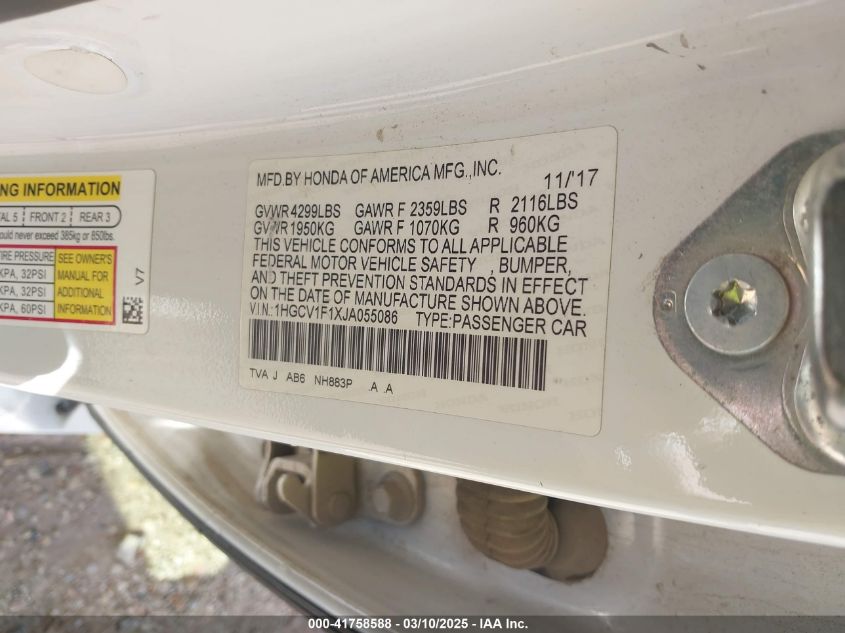 NG INFORMATION
TAL 5 FRONT 2 REAR 3
ould never exceed 385kg or 850lbs.
IRE PRESSURE SEE OWNER'S
KPA, 32PSI MANUAL FOR
KPA, 32PSI ADDITIONAL
KPA, 60PSI INFORMATION
V7
MFD.BY HONDA OF AMERICA MFG.,INC. 11/'17
GVWR 4299LBS GAWR F 2359LBS R 2116LBS
GVWR 1950KG GAWR F 1070KG R 960KG
THIS VEHICLE CONFORMS TO ALL APPLICABLE
FEDERAL MOTOR VEHICLE SAFETY , BUMPER,
AND THEFT PREVENTION STANDARDS IN EFFECT
ON THE DATE OF MANUFACTURE SHOWN ABOVE.
V.I.N.:1HGCV1F1XJA055086 TYPE:PASSENGER CAR
TVA J AB6 NH883P .A .A
000-41758588 - 03/10/2025 - IAA Inc.